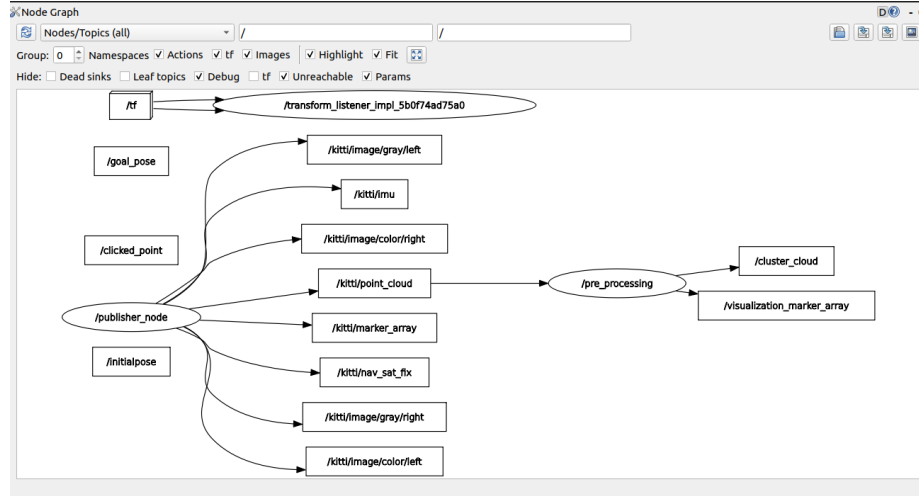 Node Graph
D
Nodes/Topics (all)
/
/
Group: 0 Namespaces Actions tf Images Highlight Fit
Hide: Dead sinks Leaf topics Debug tf Unreachable Params
/tf
/transform_listener_impl_5b0f74ad75a0
/kitti/image/gray/left
/goal_pose
/kitti/imu
/kitti/image/color/right
/clicked_point
/cluster_cloud
/kitti/point_cloud
/pre_processing
/visualization_marker_array
/publisher_node
/kitti/marker_array
/initialpose
/kitti/nav_sat_fix
/kitti/image/gray/right
/kitti/image/color/left